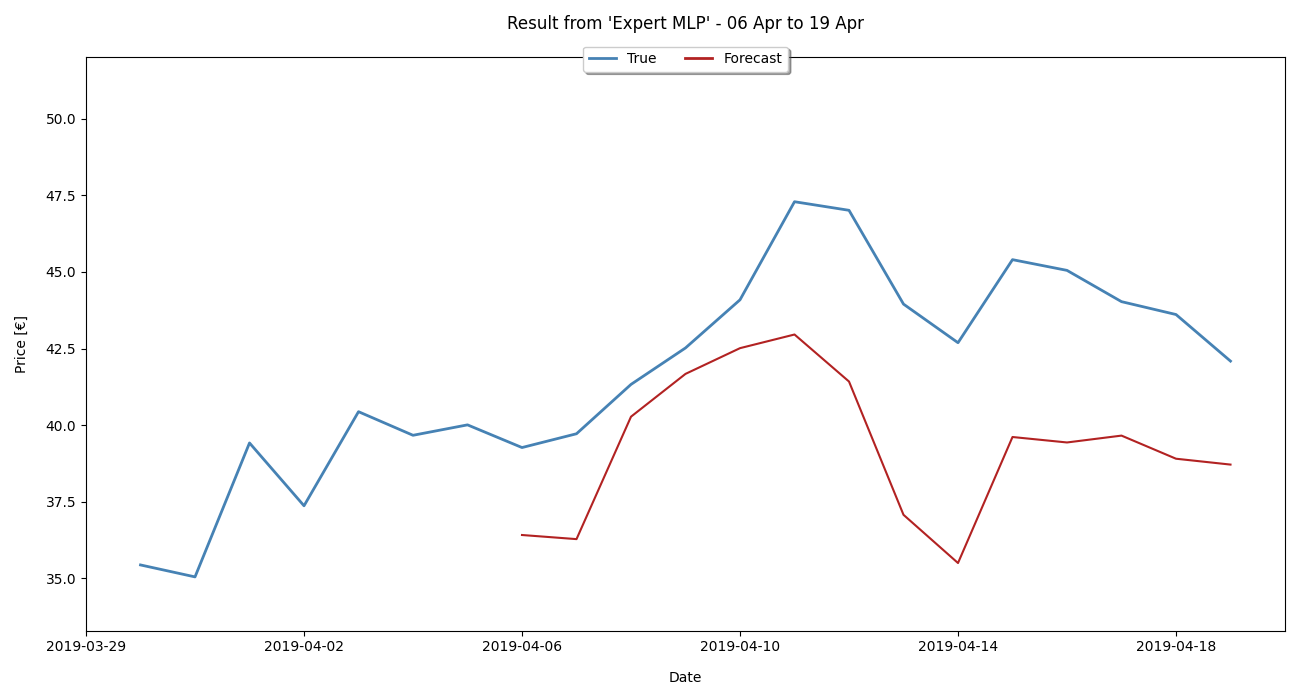 Result from 'Expert MLP' - 06 Apr to 19 Apr
True Forecast
50.0
47.5
45.0
42.5
40.0
37.5
35.0
Price [€]
2019-03-29 2019-04-02 2019-04-06 2019-04-10 2019-04-14 2019-04-18
Date